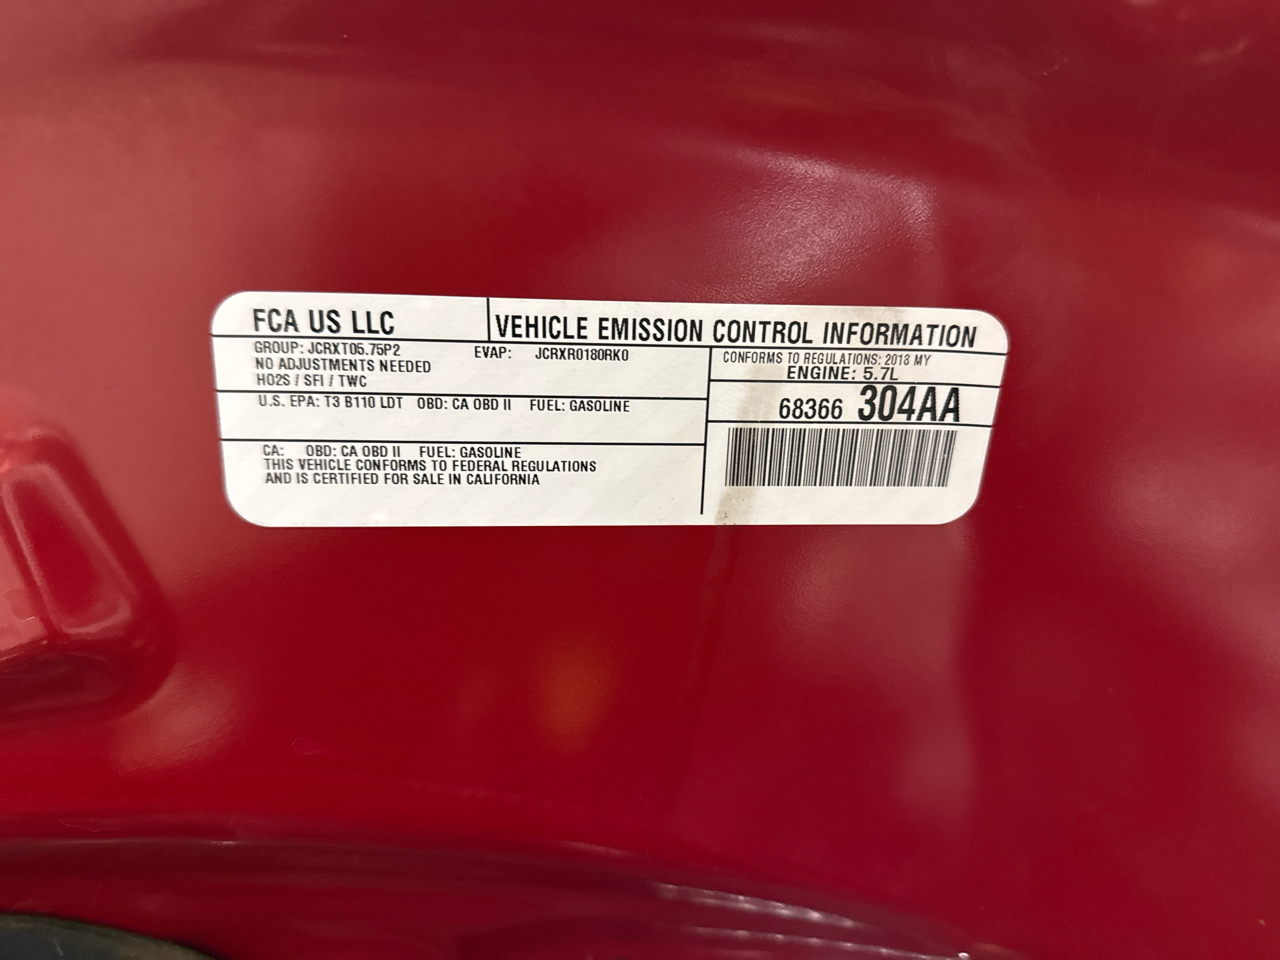 FCA US LLC
VEHICLE EMISSION CONTROL INFORMATION
GROUP: JCRXT05.75P2 EVAP: JCRXR0180RK0
NO ADJUSTMENTS NEEDED
HO2S / SFI / TWC
CONFORMS TO REGULATIONS: 2018 MY
ENGINE: 5.7L
U.S. EPA: T3 B110 LDT OBD: CA OBD II FUEL: GASOLINE
68366 304AA
CA: OBD: CA OBD II FUEL: GASOLINE
THIS VEHICLE CONFORMS TO FEDERAL REGULATIONS
AND IS CERTIFIED FOR SALE IN CALIFORNIA